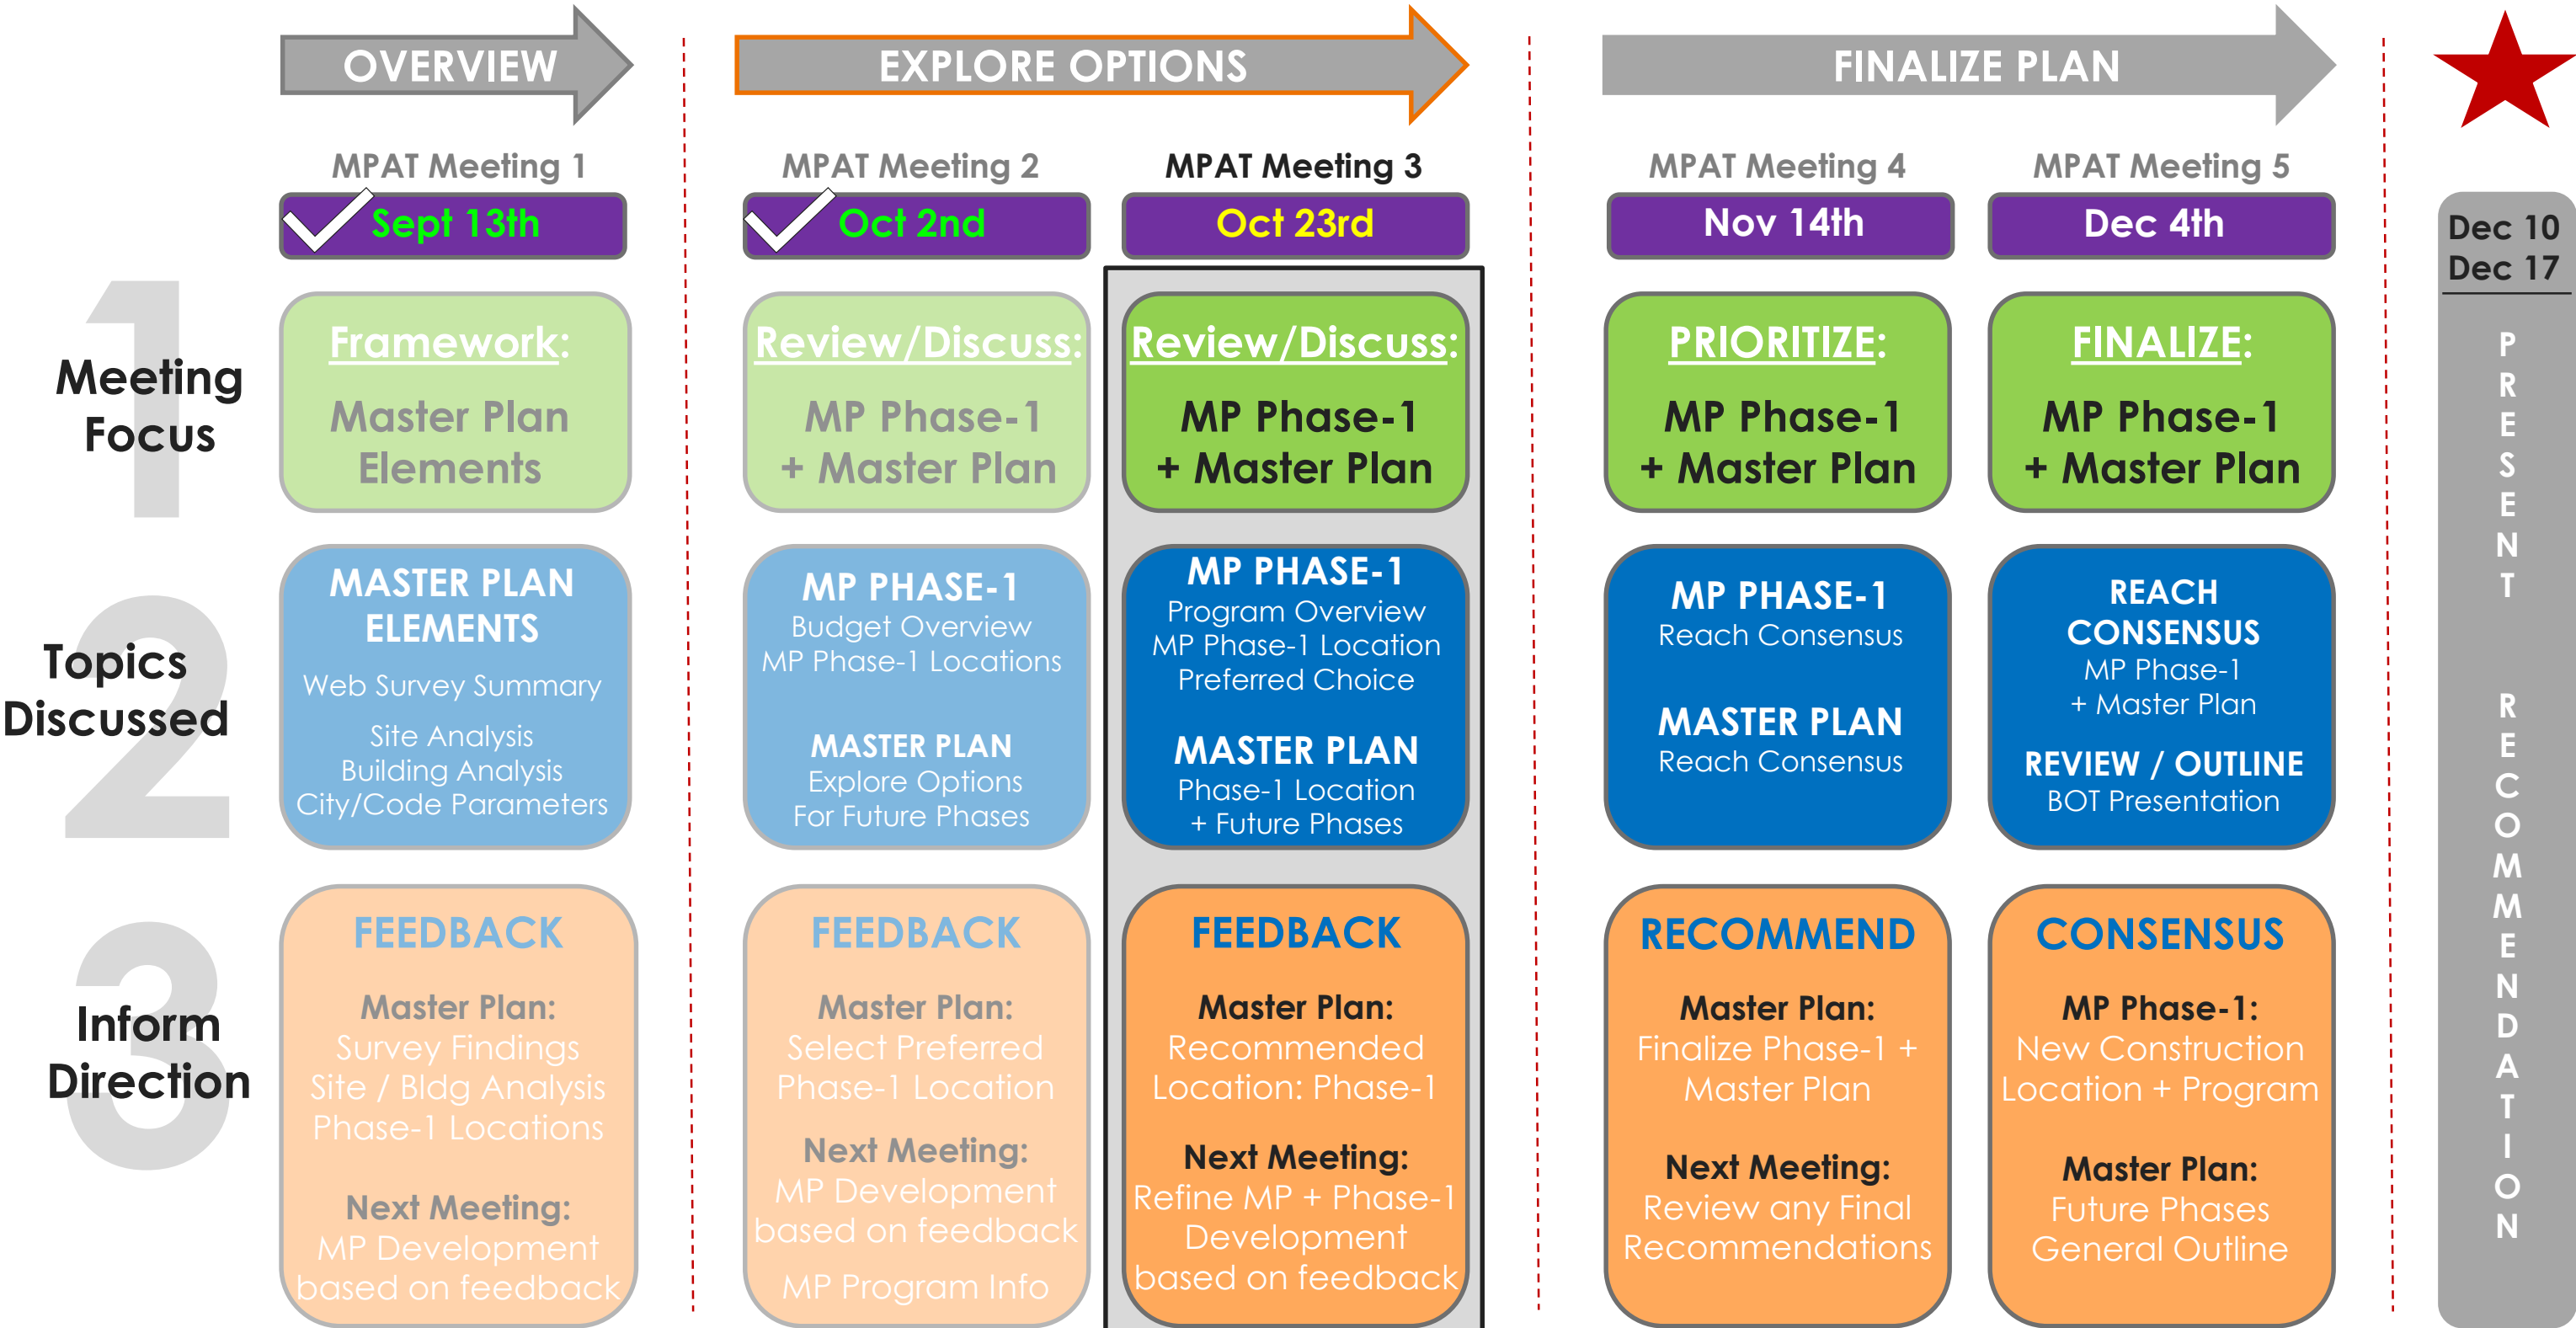 OVERVIEW
EXPLORE OPTIONS
FINALIZE PLAN
MPAT Meeting 1
MPAT Meeting 2
MPAT Meeting 3
MPAT Meeting 4
MPAT Meeting 5
Sept 13th
Oct 2nd
Oct 23rd
Nov 14th
Dec 4th
Dec 10
Dec 17
PRESENT RECOMMENDATION
1
Meeting
Focus
Framework:
Master Plan
Elements
Review/Discuss:
MP Phase-1
+ Master Plan
Review/Discuss:
MP Phase-1
+ Master Plan
PRIORITIZE:
MP Phase-1
+ Master Plan
FINALIZE:
MP Phase-1
+ Master Plan
2
Topics
Discussed
MASTER PLAN
ELEMENTS
Web Survey Summary
Site Analysis
Building Analysis
City/Code Parameters
MP PHASE-1
Budget Overview
MP Phase-1 Locations
MASTER PLAN
Explore Options
For Future Phases
MP PHASE-1
Program Overview
MP Phase-1 Location
Preferred Choice
MASTER PLAN
Phase-1 Location
+ Future Phases
MP PHASE-1
Reach Consensus
MASTER PLAN
Reach Consensus
REACH
CONSENSUS
MP Phase-1
+ Master Plan
REVIEW / OUTLINE
BOT Presentation
3
Inform
Direction
FEEDBACK
Master Plan:
Survey Findings
Site / Bldg Analysis
Phase-1 Locations
Next Meeting:
MP Development
based on feedback
FEEDBACK
Master Plan:
Select Preferred
Phase-1 Location
Next Meeting:
MP Development
based on feedback
MP Program Info
FEEDBACK
Master Plan:
Recommended
Location: Phase-1
Next Meeting:
Refine MP + Phase-1
Development
based on feedback
RECOMMEND
Master Plan:
Finalize Phase-1 +
Master Plan
Next Meeting:
Review any Final
Recommendations
CONSENSUS
MP Phase-1:
New Construction
Location + Program
Master Plan:
Future Phases
General Outline